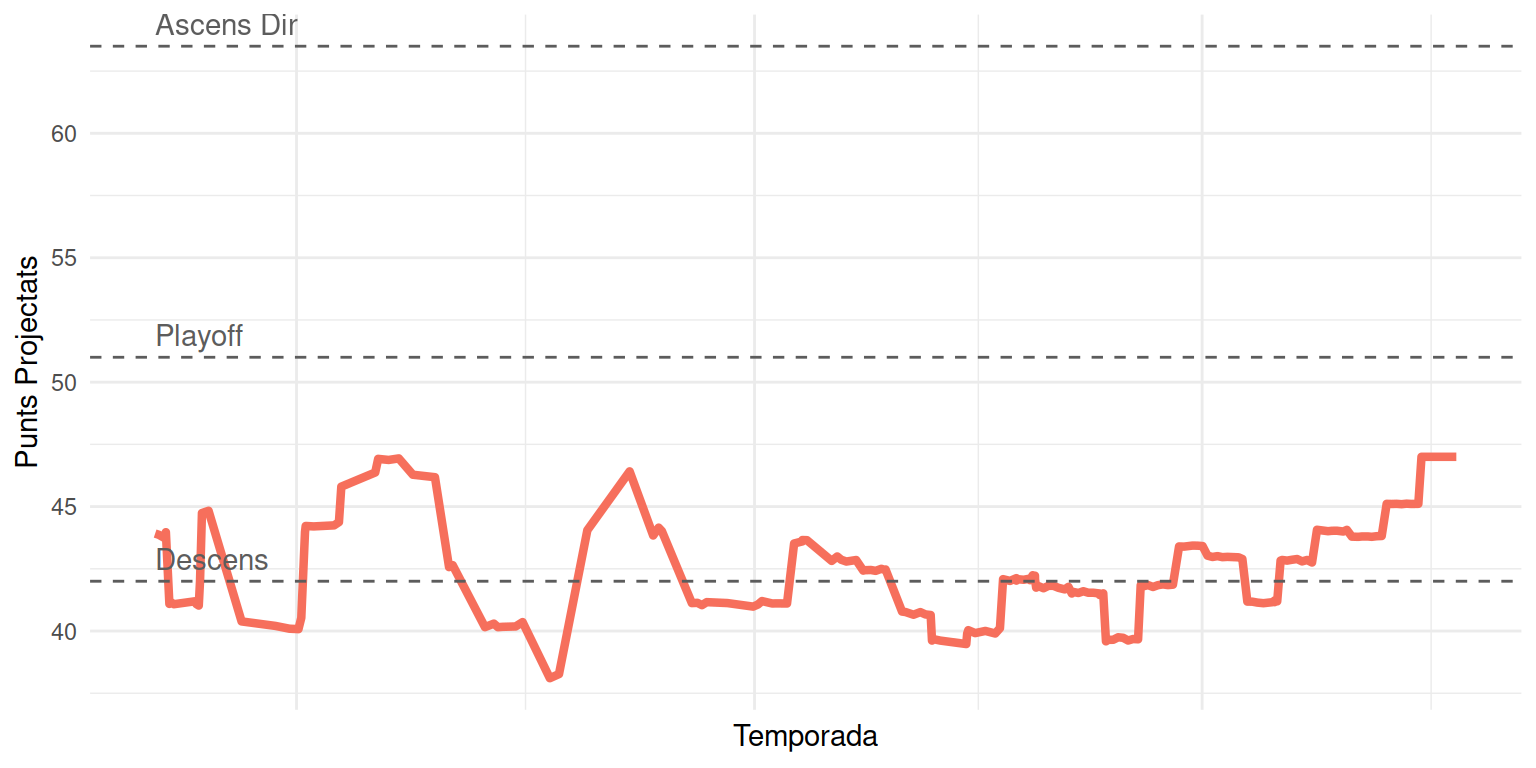 Ascens Dir
60
55
Playoff
50
45
Descens
40
Punts Projectats
Temporada